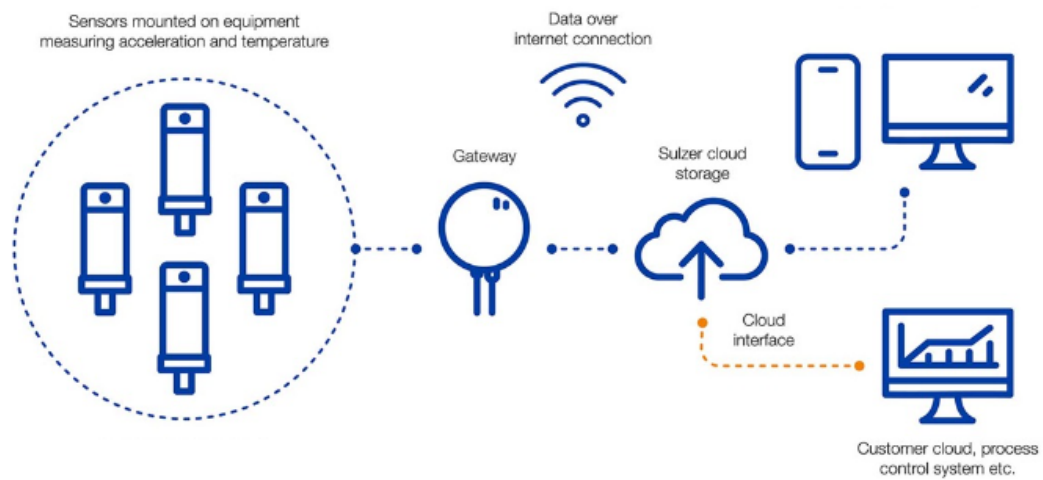 Sensors mounted on equipment
measuring acceleration and temperature
Data over
internet connection
Gateway
Sulzer cloud
storage
Cloud
interface
Customer cloud, process
control system etc.